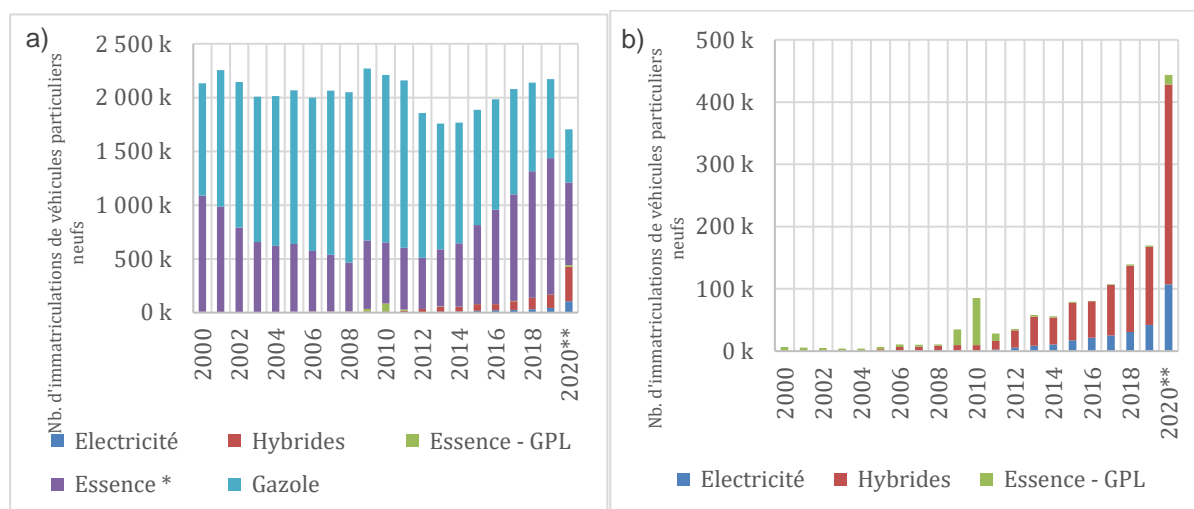 a)
Nb. d'immatriculations de véhicules particuliers
neufs
2 500 k
2 000 k
1 500 k
1 000 k
500 k
0 k
2000
2002
2004
2006
2008
2010
2012
2014
2016
2018
2020**
Electricité
Hybrides
Essence - GPL
Essence *
Gazole
b)
Nb. d'immatriculations de véhicules particuliers
neufs
500 k
400 k
300 k
200 k
100 k
0 k
2000
2002
2004
2006
2008
2010
2012
2014
2016
2018
2020**
Electricité
Hybrides
Essence - GPL